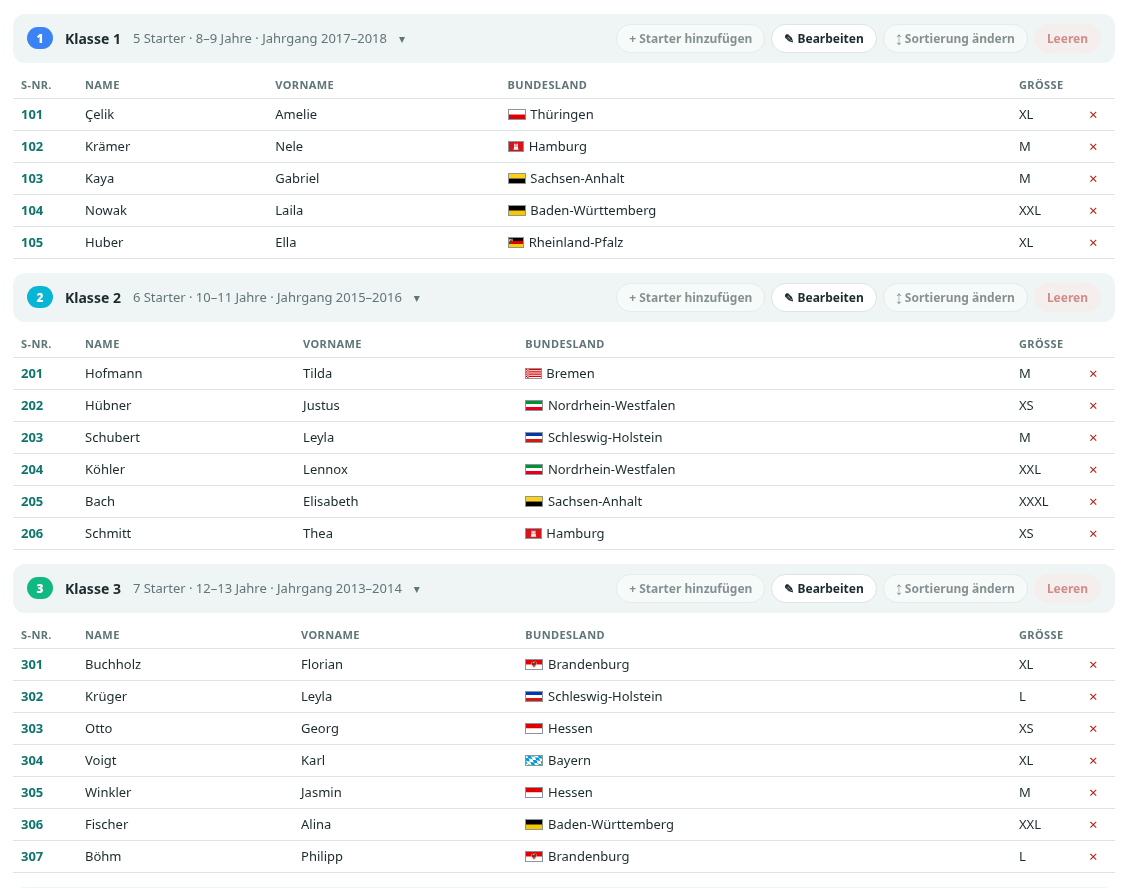 1 Klasse 1 5 Starter · 8–9 Jahre · Jahrgang 2017–2018 ▼ + Starter hinzufügen ✎ Bearbeiten ↕ Sortierung ändern Leeren
S-NR. NAME VORNAME BUNDESLAND GRÖSSE
101 Çelik Amelie Thüringen XL ×
102 Krämer Nele Hamburg M ×
103 Kaya Gabriel Sachsen-Anhalt M ×
104 Nowak Laila Baden-Württemberg XXL ×
105 Huber Ella Rheinland-Pfalz XL ×
2 Klasse 2 6 Starter · 10–11 Jahre · Jahrgang 2015–2016 ▼ + Starter hinzufügen ✎ Bearbeiten ↕ Sortierung ändern Leeren
S-NR. NAME VORNAME BUNDESLAND GRÖSSE
201 Hofmann Tilda Bremen M ×
202 Hübner Justus Nordrhein-Westfalen XS ×
203 Schubert Leyla Schleswig-Holstein M ×
204 Köhler Lennox Nordrhein-Westfalen XXL ×
205 Bach Elisabeth Sachsen-Anhalt XXXL ×
206 Schmitt Thea Hamburg XS ×
3 Klasse 3 7 Starter · 12–13 Jahre · Jahrgang 2013–2014 ▼ + Starter hinzufügen ✎ Bearbeiten ↕ Sortierung ändern Leeren
S-NR. NAME VORNAME BUNDESLAND GRÖSSE
301 Buchholz Florian Brandenburg XL ×
302 Krüger Leyla Schleswig-Holstein L ×
303 Otto Georg Hessen XS ×
304 Voigt Karl Bayern XL ×
305 Winkler Jasmin Hessen M ×
306 Fischer Alina Baden-Württemberg XXL ×
307 Böhm Philipp Brandenburg L ×